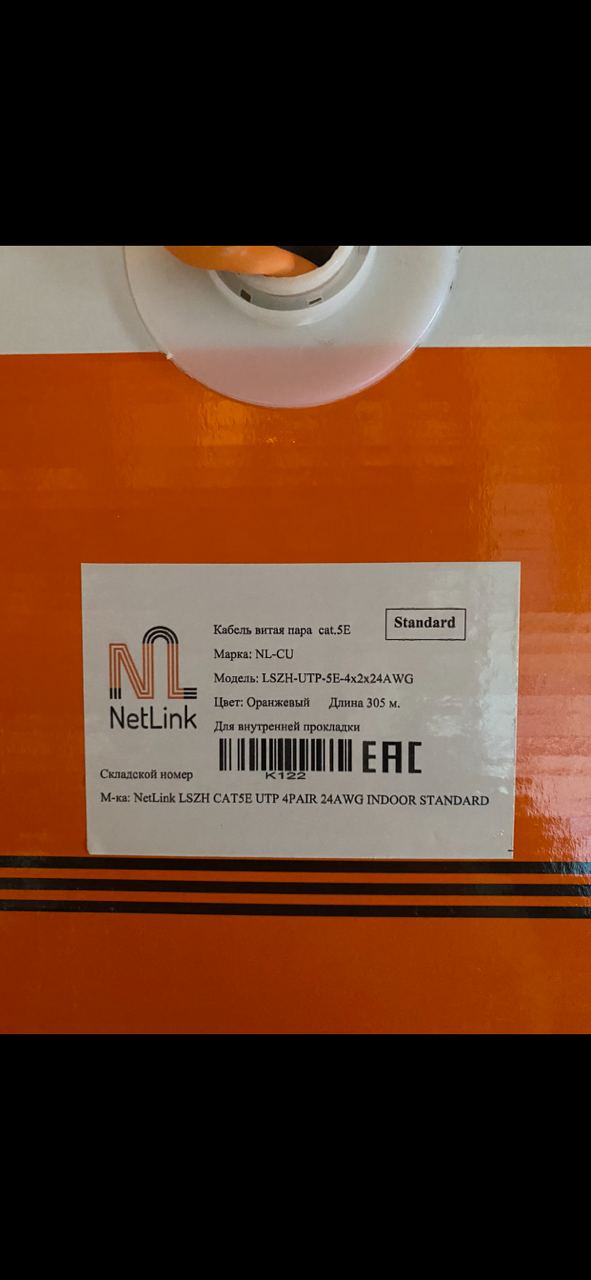 Standard
Кабель витая пара cat.5E
Марка: NL-CU
Модель: LSZH-UTP-5E-4x2x24AWG
Цвет: Оранжевый Длина 305 м.
Для внутренней прокладки
NL
NetLink
EAC
K122
Складской номер
М-ка: NetLink LSZH CAT5E UTP 4PAIR 24AWG INDOOR STANDARD